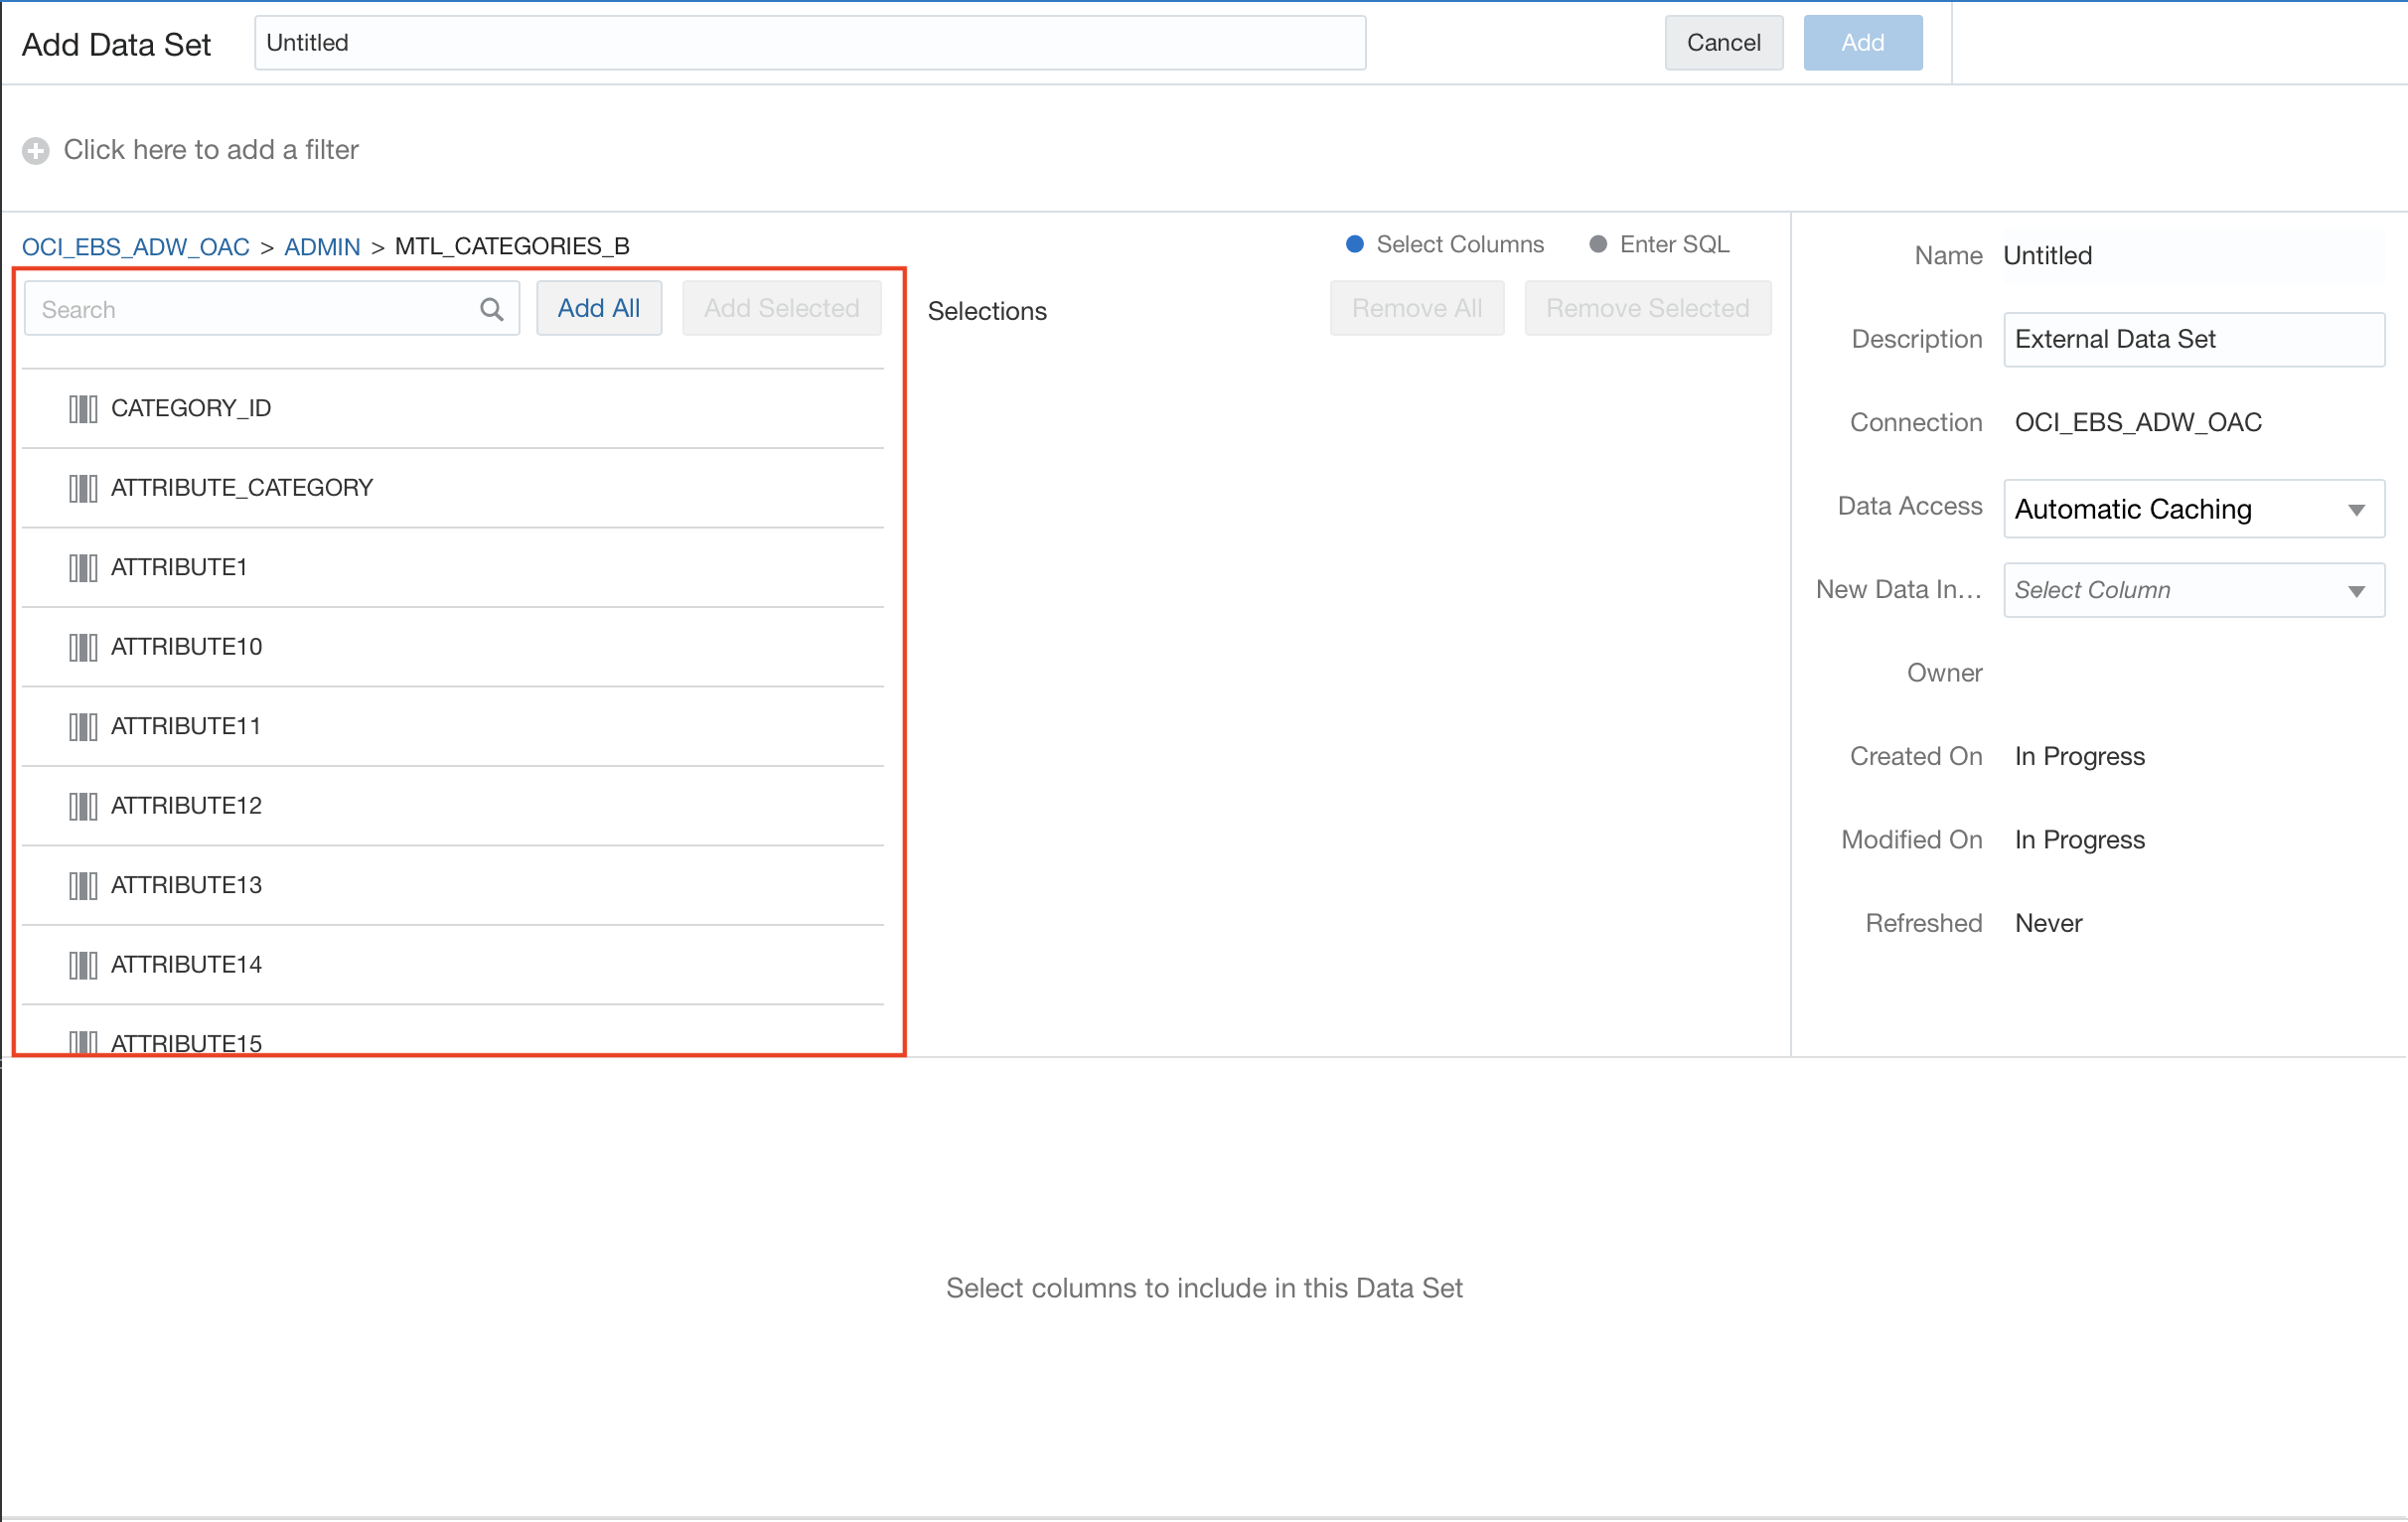 Add Data Set
Untitled
Cancel
Add
Click here to add a filter
OCI_EBS_ADW_OAC > ADMIN > MTL_CATEGORIES_B
Select Columns
Enter SQL
Search
Add All
Add Selected
Selections
Remove All
Remove Selected
CATEGORY_ID
ATTRIBUTE_CATEGORY
ATTRIBUTE1
ATTRIBUTE10
ATTRIBUTE11
ATTRIBUTE12
ATTRIBUTE13
ATTRIBUTE14
ATTRIBUTE15
Name Untitled
Description External Data Set
Connection OCI_EBS_ADW_OAC
Data Access Automatic Caching
New Data In... Select Column
Owner
Created On In Progress
Modified On In Progress
Refreshed Never
Select columns to include in this Data Set